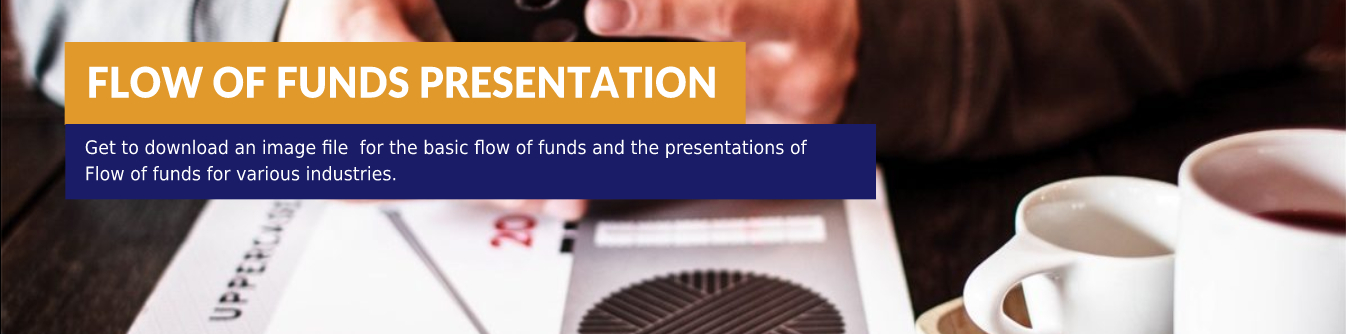 FLOW OF FUNDS PRESENTATION
Get to download an image file  for the basic flow of funds and the presentations of
Flow of funds for various industries.
UPPERCASE
20